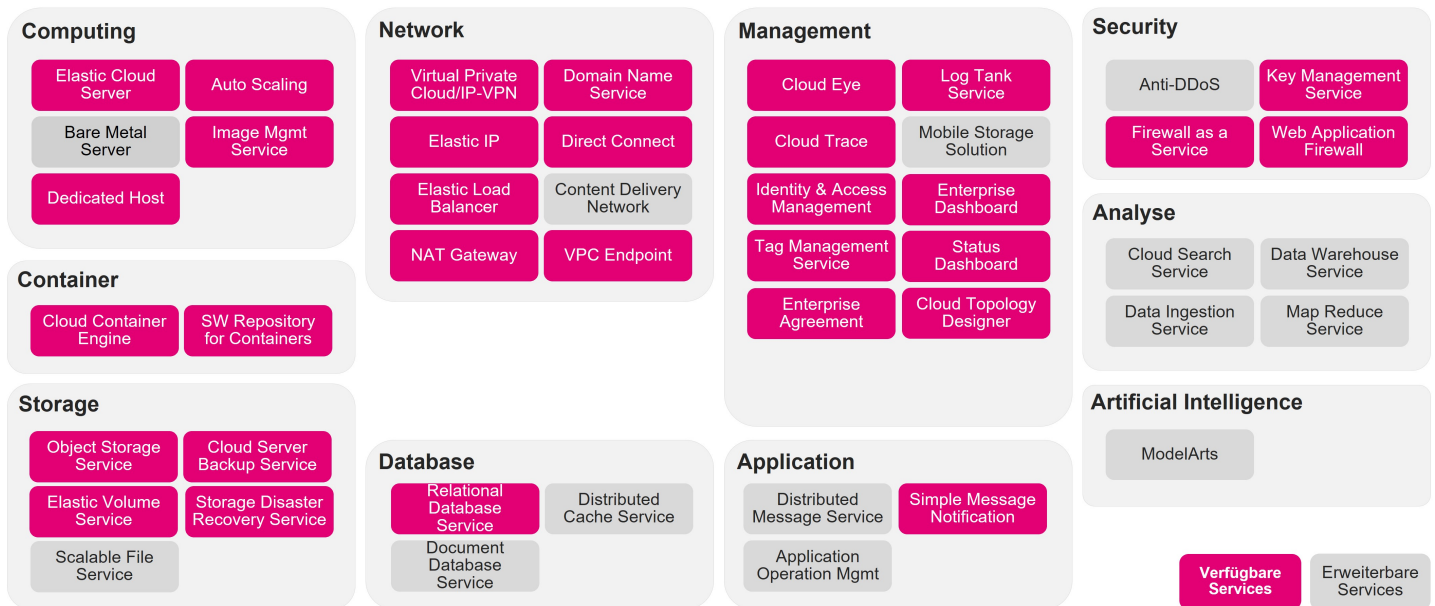 Computing
Elastic Cloud
Server
Auto Scaling
Bare Metal
Server
Image Mgmt
Service
Dedicated Host
Container
Cloud Container
Engine
SW Repository
for Containers
Storage
Object Storage
Service
Cloud Server
Backup Service
Elastic Volume
Service
Storage Disaster
Recovery Service
Scalable File
Service
Network
Virtual Private
Cloud/IP-VPN
Domain Name
Service
Elastic IP
Direct Connect
Elastic Load
Balancer
Content Delivery
Network
NAT Gateway
VPC Endpoint
Database
Relational
Database
Service
Distributed
Cache Service
Document
Database
Service
Management
Cloud Eye
Log Tank
Service
Cloud Trace
Mobile Storage
Solution
Identity & Access
Management
Enterprise
Dashboard
Tag Management
Service
Status
Dashboard
Enterprise
Agreement
Cloud Topology
Designer
Application
Distributed
Message Service
Simple Message
Notification
Application
Operation Mgmt
Security
Anti-DDoS
Key Management
Service
Firewall as a
Service
Web Application
Firewall
Analyse
Cloud Search
Service
Data Warehouse
Service
Data Ingestion
Service
Map Reduce
Service
Artificial Intelligence
ModelArts
Verfügbare
Services
Erweiterbare
Services